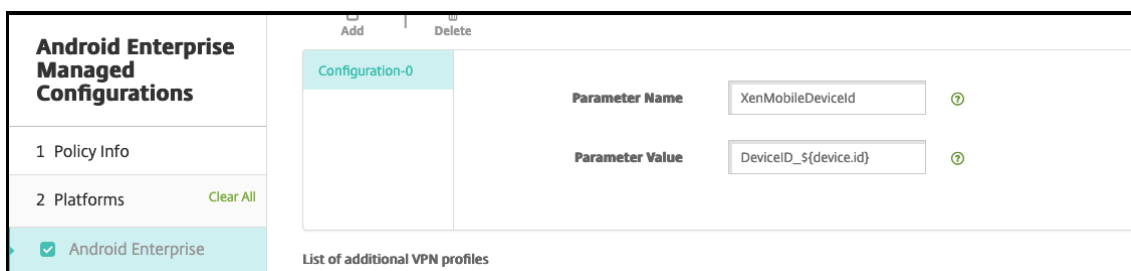 Add
Delete
Android Enterprise
Managed
Configurations
Configuration-0
Parameter Name
XenMobileDeviceId
Parameter Value
DeviceID_${device.id}
1 Policy Info
2 Platforms
Clear All
Android Enterprise
List of additional VPN profiles